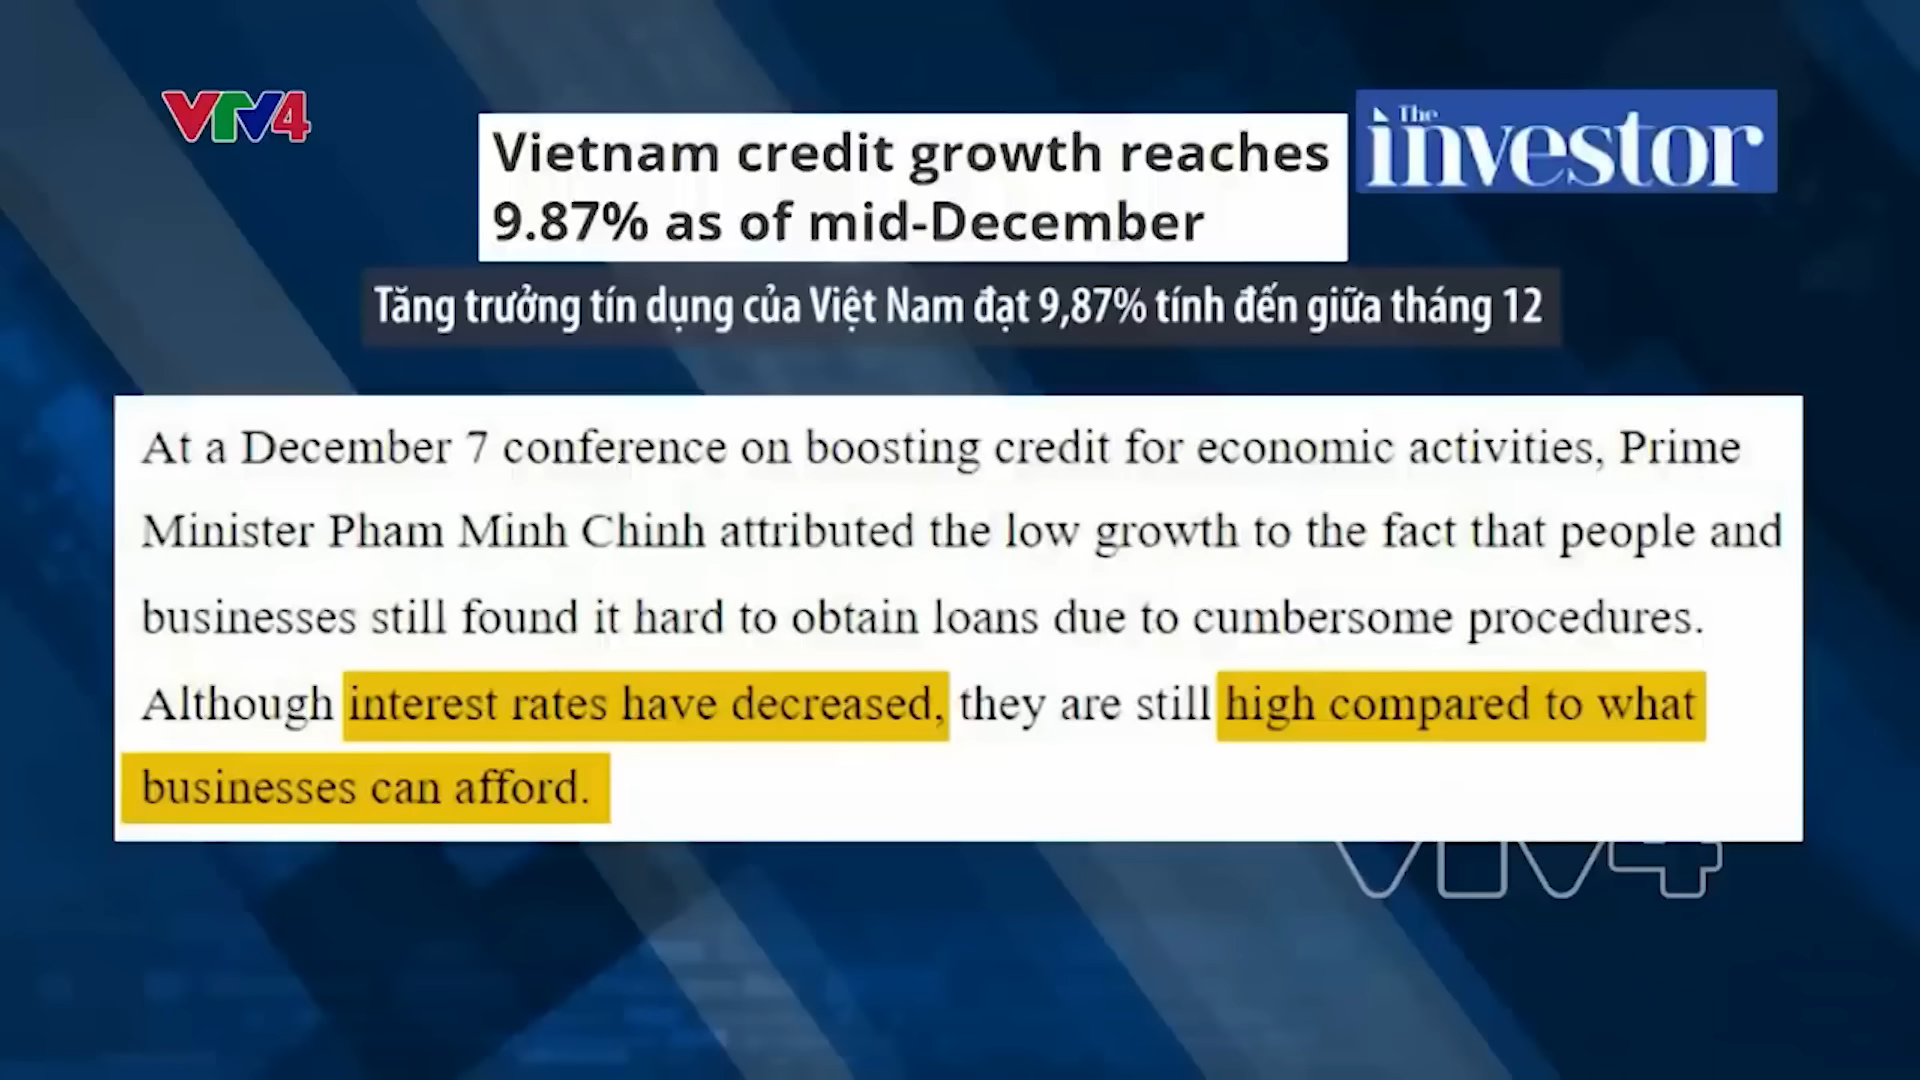 VTV4
The
investor
Vietnam credit growth reaches
9.87% as of mid-December
Tăng trưởng tín dụng của Việt Nam đạt 9,87% tính đến giữa tháng 12
At a December 7 conference on boosting credit for economic activities, Prime
Minister Pham Minh Chinh attributed the low growth to the fact that people and
businesses still found it hard to obtain loans due to cumbersome procedures.
Although interest rates have decreased, they are still high compared to what
businesses can afford.
VTV4